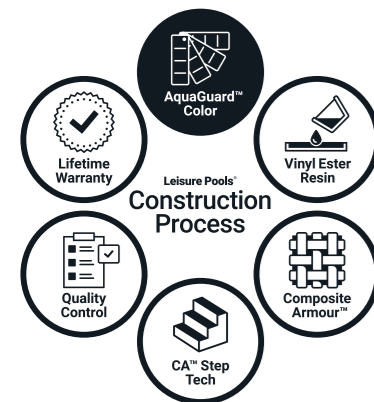 AquaGuard™
Color
Lifetime
Warranty
Vinyl Ester
Resin
Leisure Pools®
Construction
Process
Quality
Control
Composite
Armour™
CA™ Step
Tech